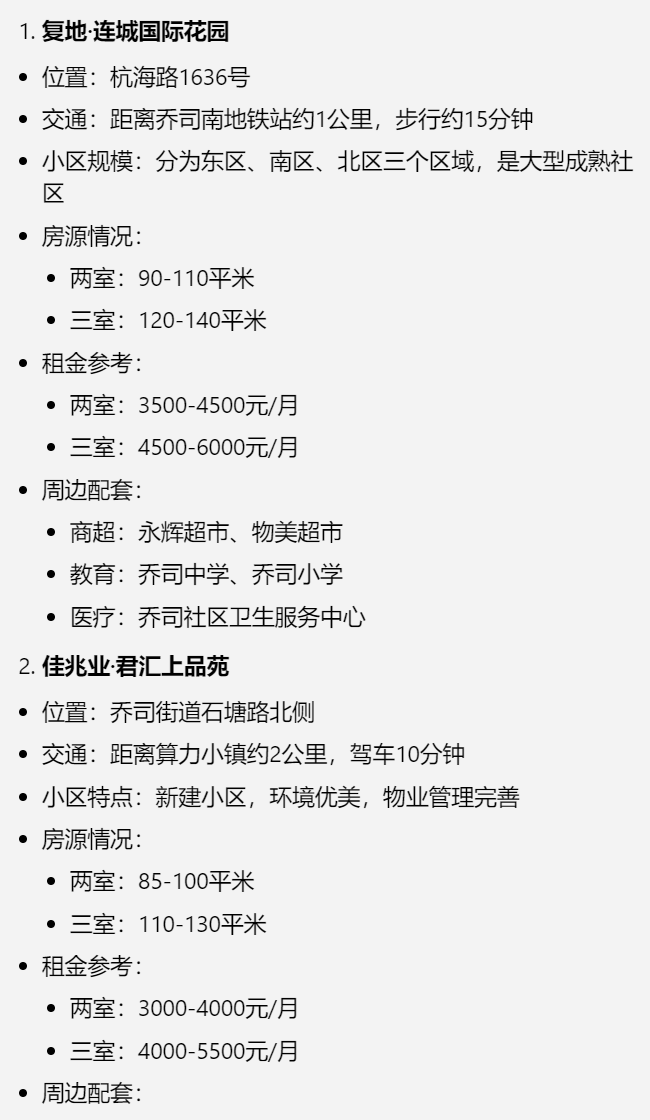 1. 复地·连城国际花园
• 位置：杭海路1636号
• 交通：距离乔司南地铁站约1公里，步行约15分钟
• 小区规模：分为东区、南区、北区三个区域，是大型成熟社
区
• 房源情况：
• 两室：90-110平米
• 三室：120-140平米
• 租金参考：
• 两室：3500-4500元/月
• 三室：4500-6000元/月
• 周边配套：
• 商超：永辉超市、物美超市
• 教育：乔司中学、乔司小学
• 医疗：乔司社区卫生服务中心
2. 佳兆业·君汇上品苑
• 位置：乔司街道石塘路北侧
• 交通：距离算力小镇约2公里，驾车10分钟
• 小区特点：新建小区，环境优美，物业管理完善
• 房源情况：
• 两室：85-100平米
• 三室：110-130平米
• 租金参考：
• 两室：3000-4000元/月
• 三室：4000-5500元/月
• 周边配套：